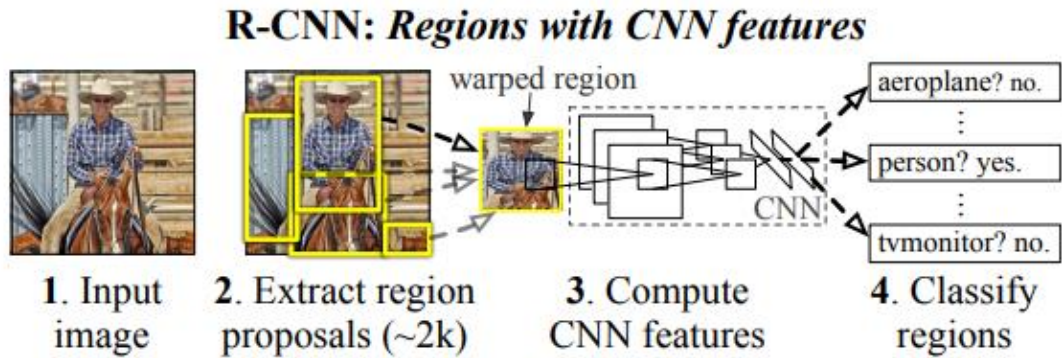 R-CNN: Regions with CNN features
warped region
aeroplane? no.
person? yes.
CNN
tvmonitor? no.
1. Input
image
2. Extract region
proposals (~2k)
3. Compute
CNN features
4. Classify
regions